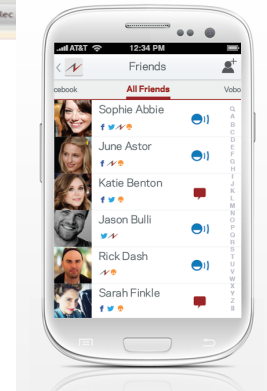 lec
AT&T 12:34 PM
Friends
cebook All Friends Vobo
Sophie Abbie
June Astor
Katie Benton
Jason Bulli
Rick Dash
Sarah Finkle
A
B
C
D
E
F
G
H
I
J
K
L
M
N
O
P
Q
R
S
T
U
V
W
X
Y
Z
#